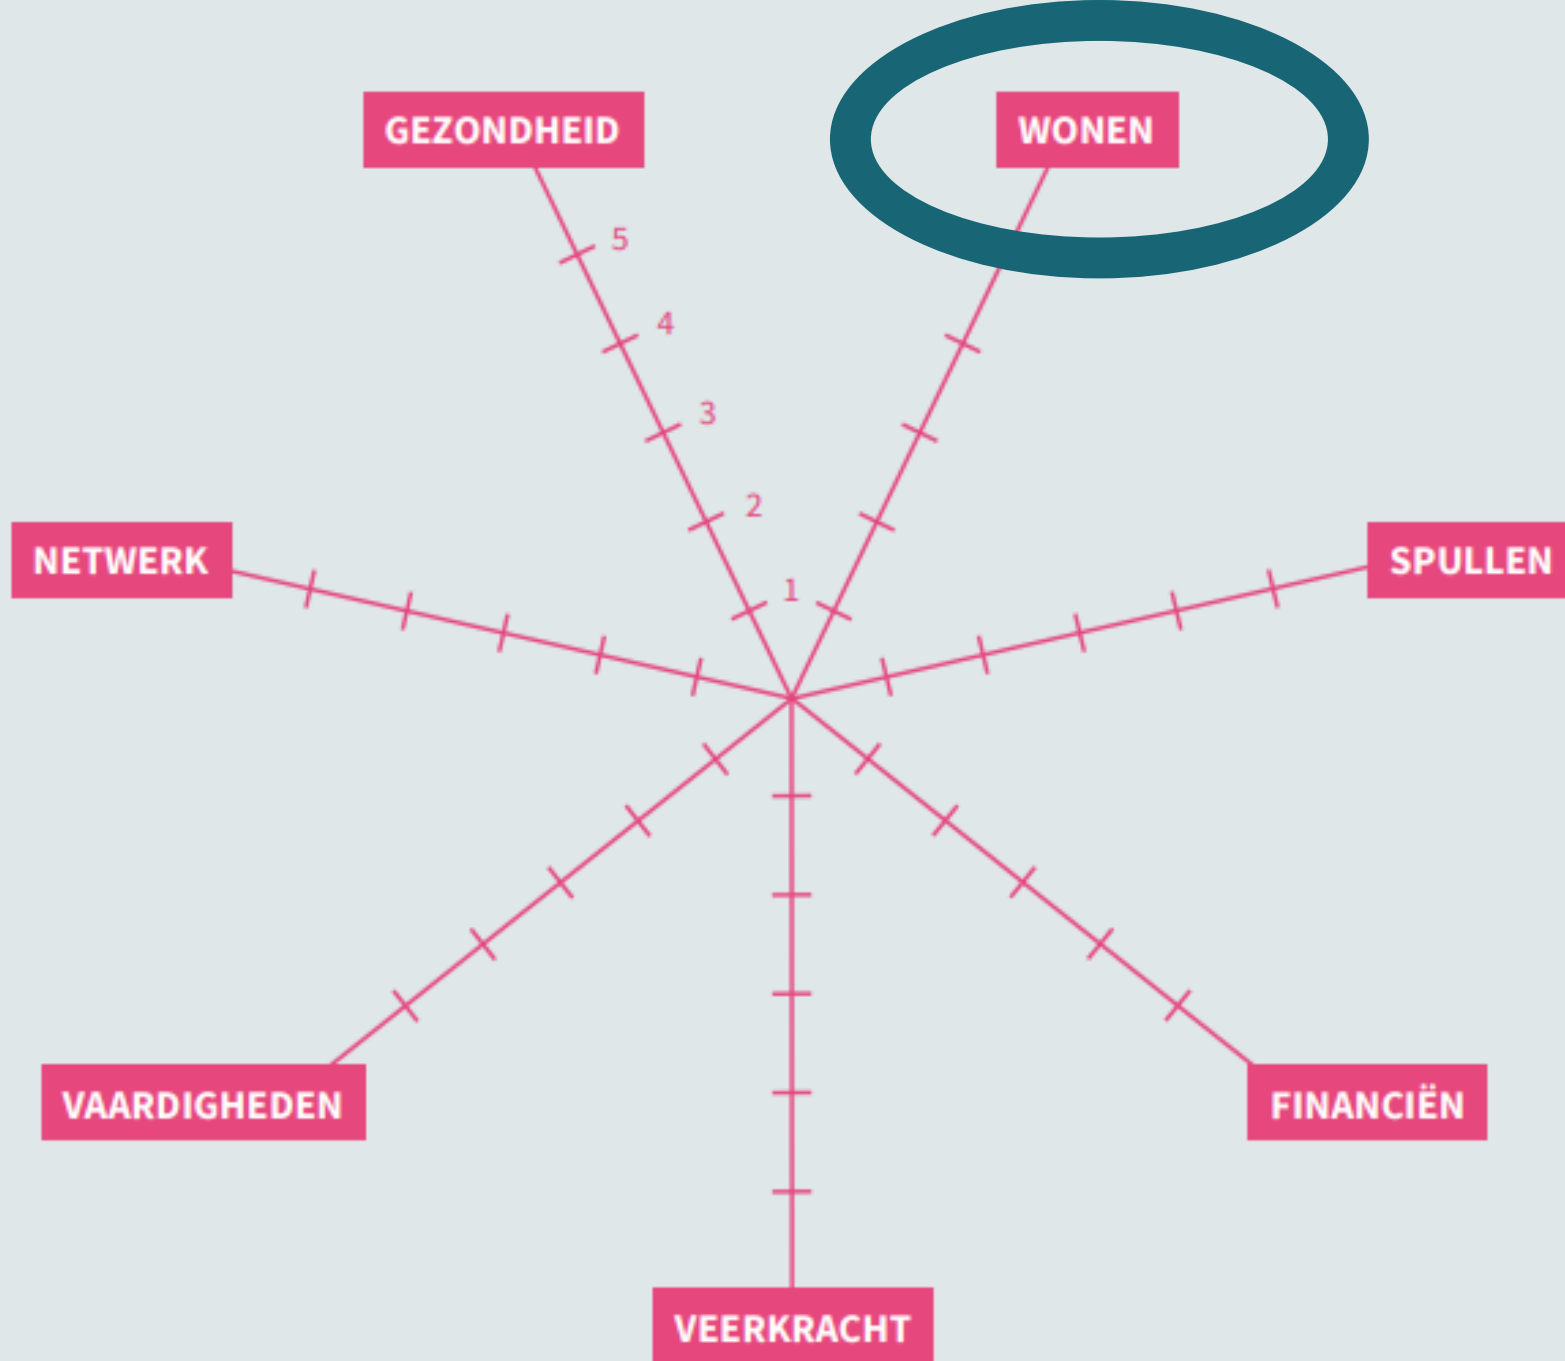 GEZONDHEID
WONEN
5
4
3
2
1
NETWERK
SPULLEN
VAARDIGHEDEN
FINANCIËN
VEERKRACHT